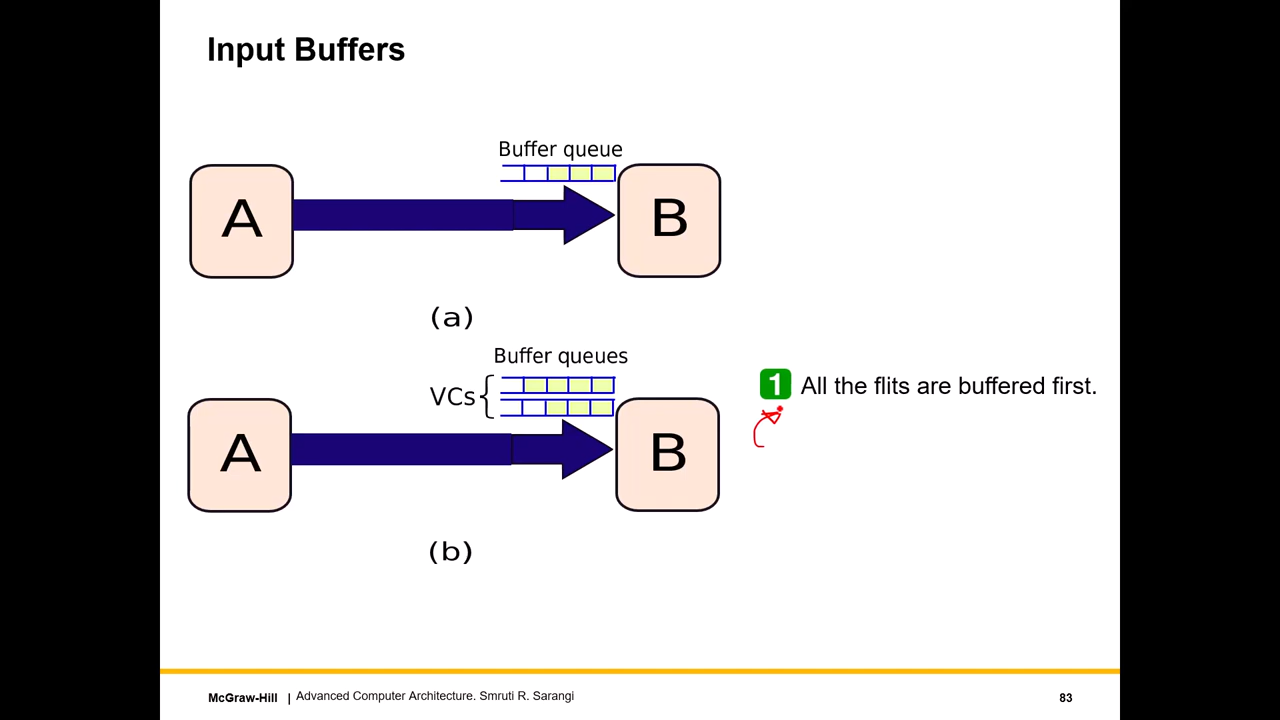 Input Buffers
Buffer queue
A
B
(a)
Buffer queues
VCs
A
B
1 All the flits are buffered first.
(b)
McGraw-Hill | Advanced Computer Architecture. Smruti R. Sarangi
83